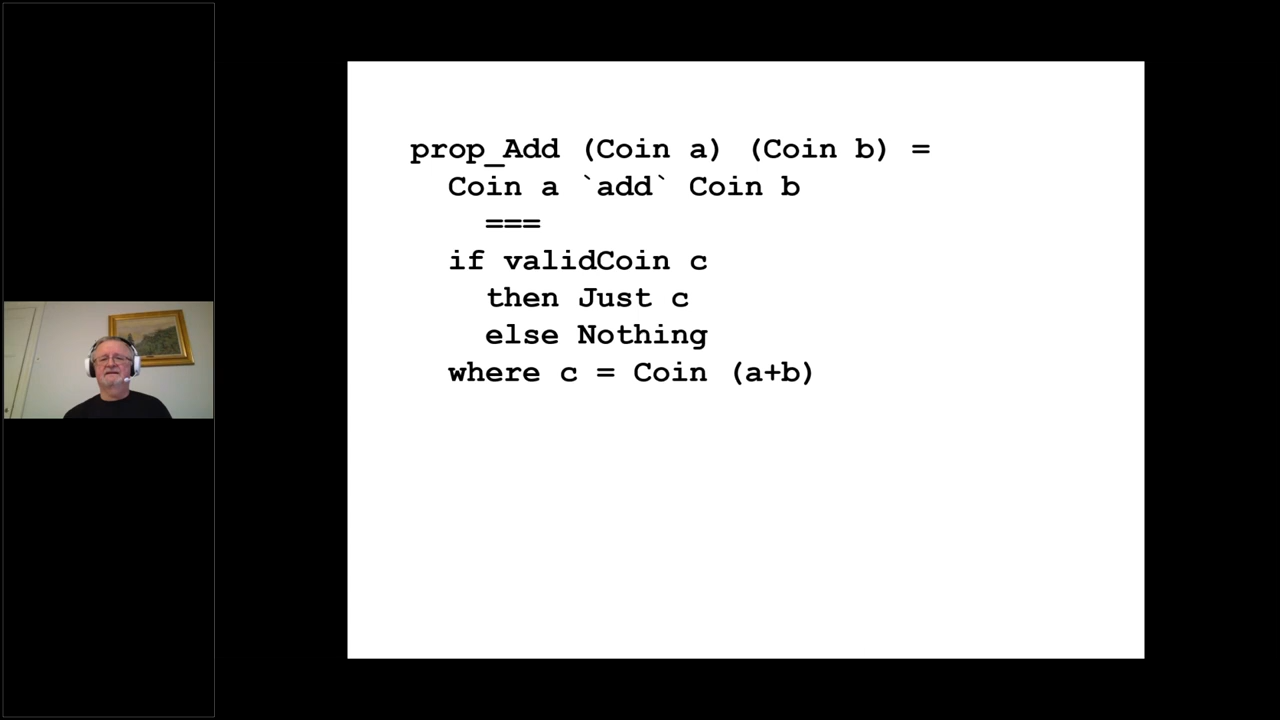 prop_Add (Coin a) (Coin b) =
  Coin a `add` Coin b
    ===
  if validCoin c
    then Just c
    else Nothing
  where c = Coin (a+b)